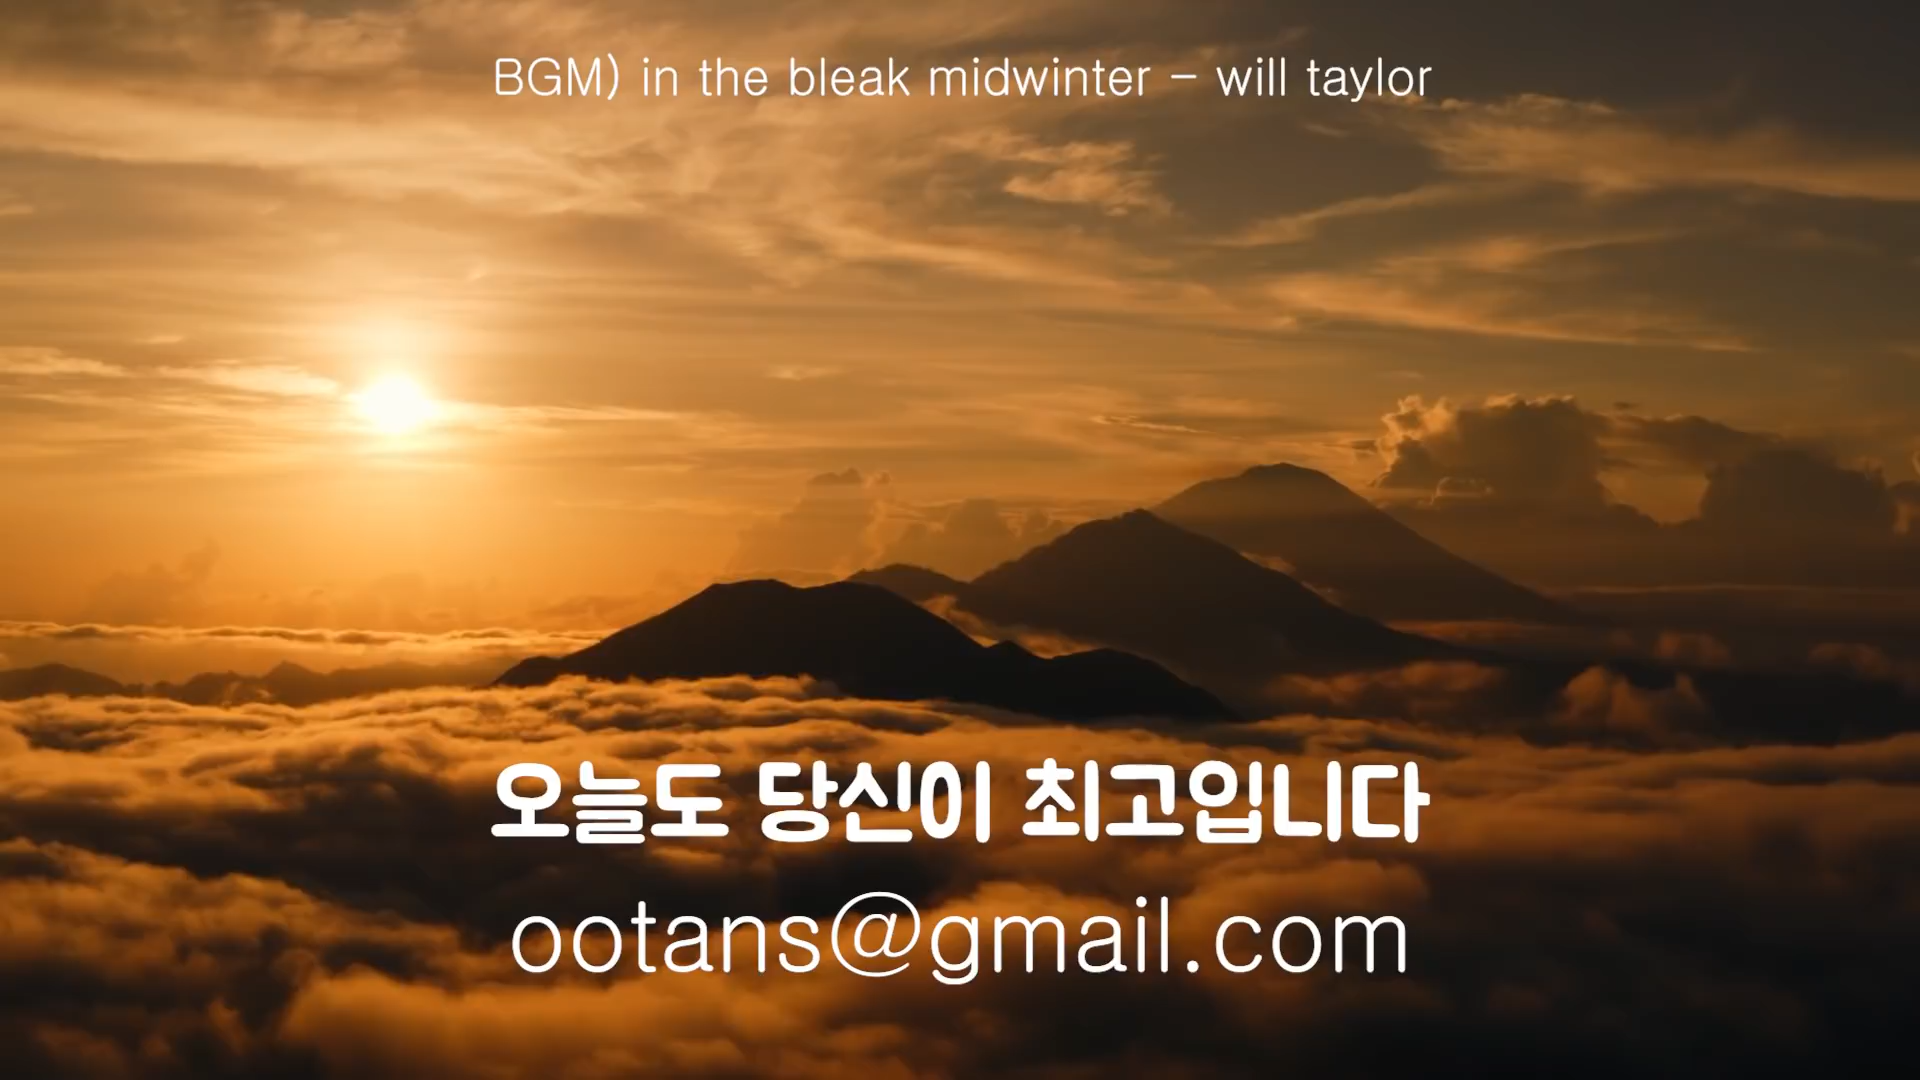 BGM) in the bleak midwinter - will taylor
오늘도 당신이 최고입니다
ootans@gmail.com